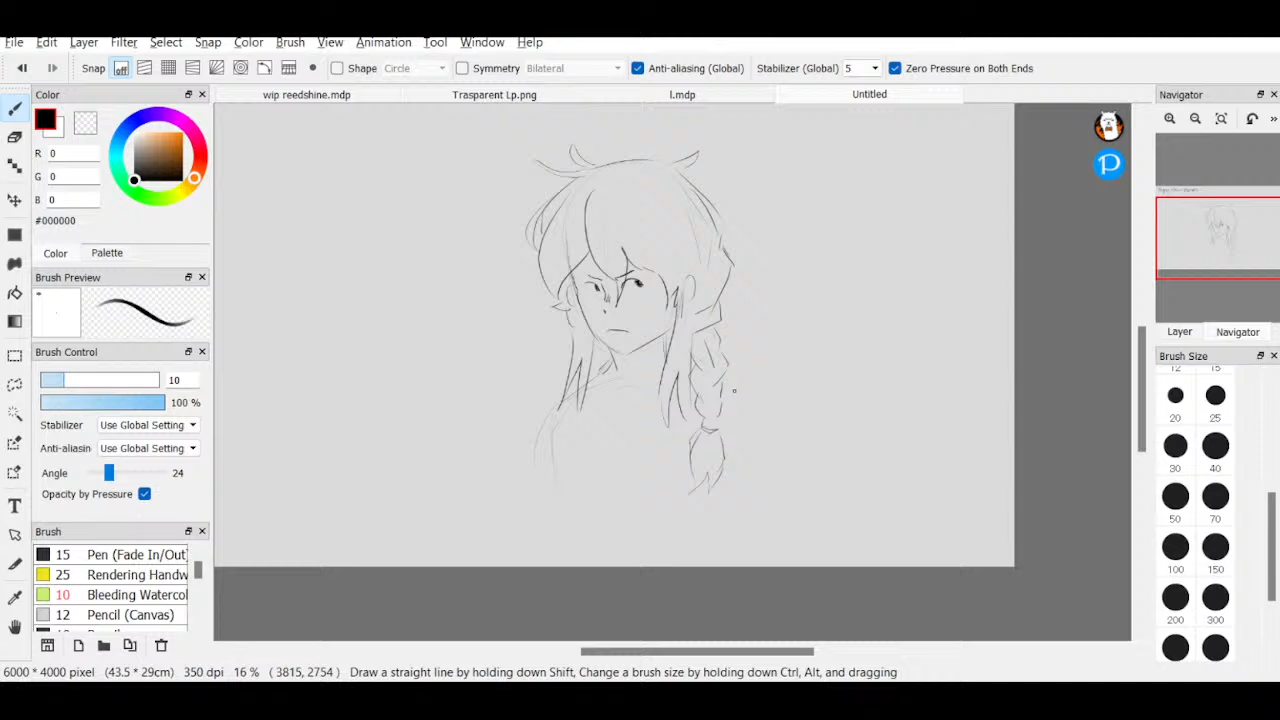 File Edit Layer Filter Select Snap Color Brush View Animation Tool Window Help
Snap off Shape Circle Symmetry Bilateral Anti-aliasing (Global) Stabilizer (Global) 5 Zero Pressure on Both Ends
Color
wip reedshine.mdp Trasparent Lp.png l.mdp Untitled
Navigator
R 0
G 0
B 0
#000000
Color Palette
Brush Preview
Brush Control
10
100 %
Stabilizer Use Global Setting
Anti-aliasin Use Global Setting
Angle 24
Opacity by Pressure
Brush
15 Pen (Fade In/Out)
25 Rendering Handw
10 Bleeding Watercol
12 Pencil (Canvas)
T
P
Layer Navigator
Brush Size
12 15
20 25
30 40
50 70
100 150
200 300
6000 * 4000 pixel (43.5 * 29cm) 350 dpi 16 % ( 3815, 2754 ) Draw a straight line by holding down Shift, Change a brush size by holding down Ctrl, Alt, and dragging